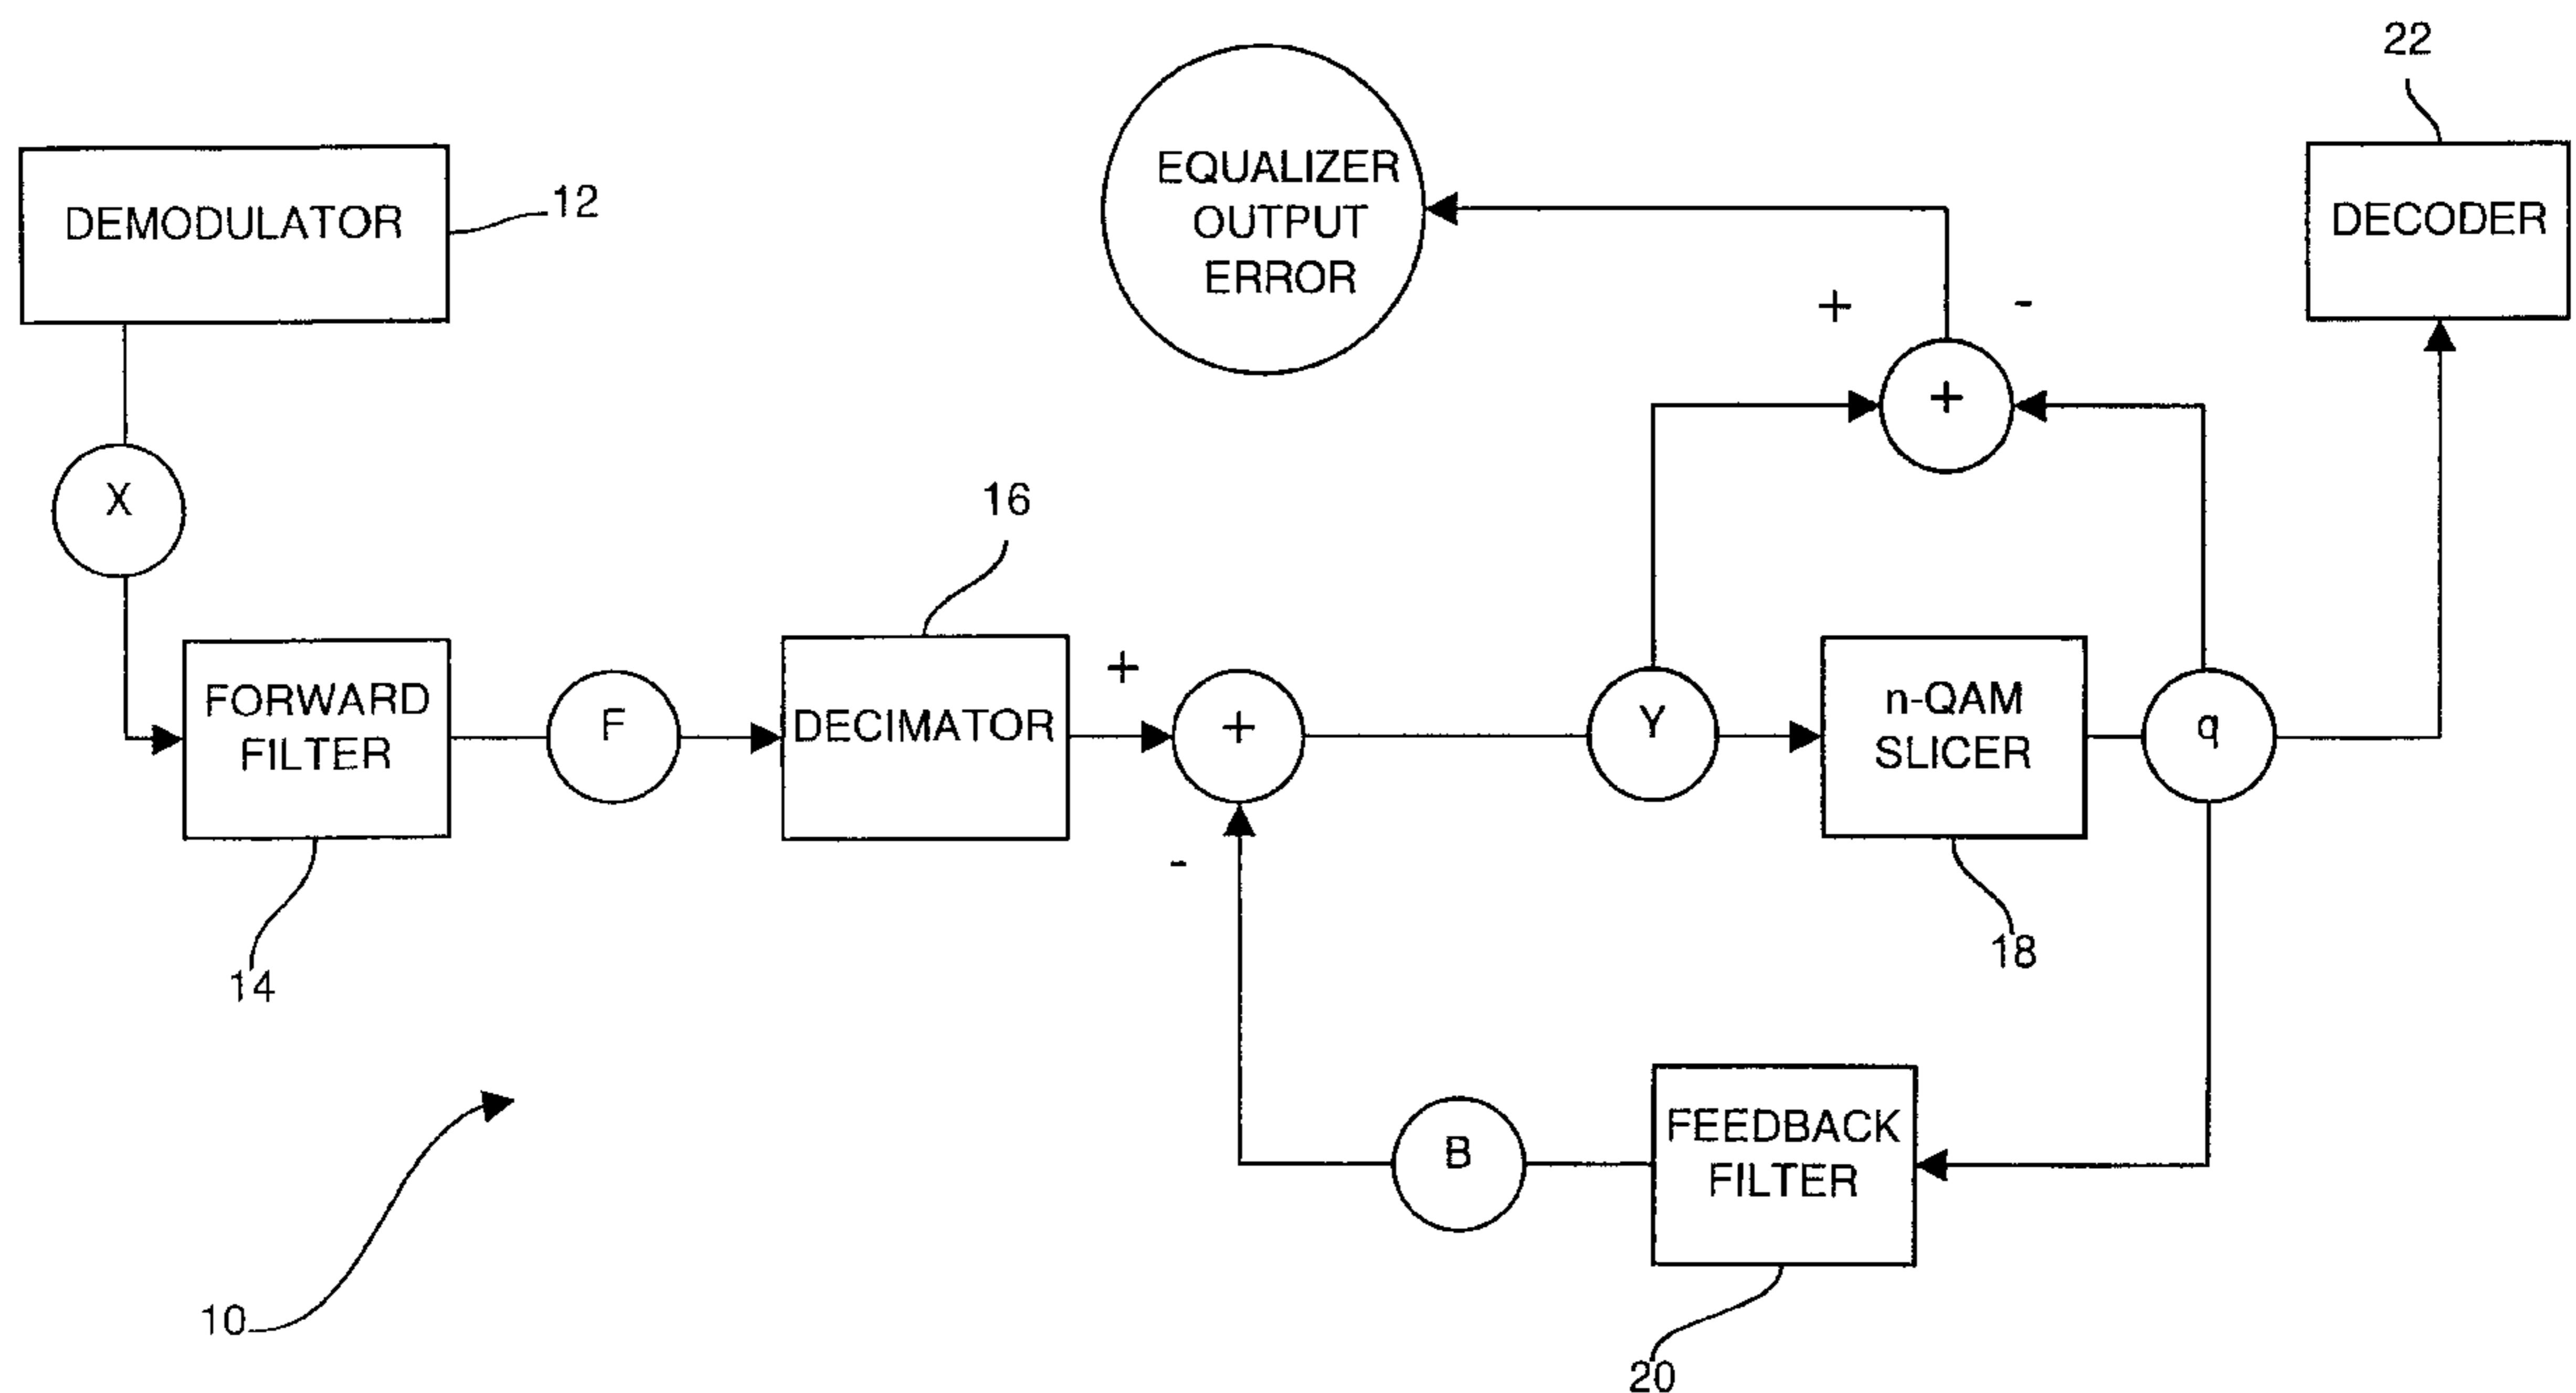 22
EQUALIZER
OUTPUT
ERROR
DEMODULATOR
12
DECODER
+
-
+
X
16
+
FORWARD
FILTER
F
DECIMATOR
+
Y
n-QAM
SLICER
q
-
14
18
B
FEEDBACK
FILTER
10
20